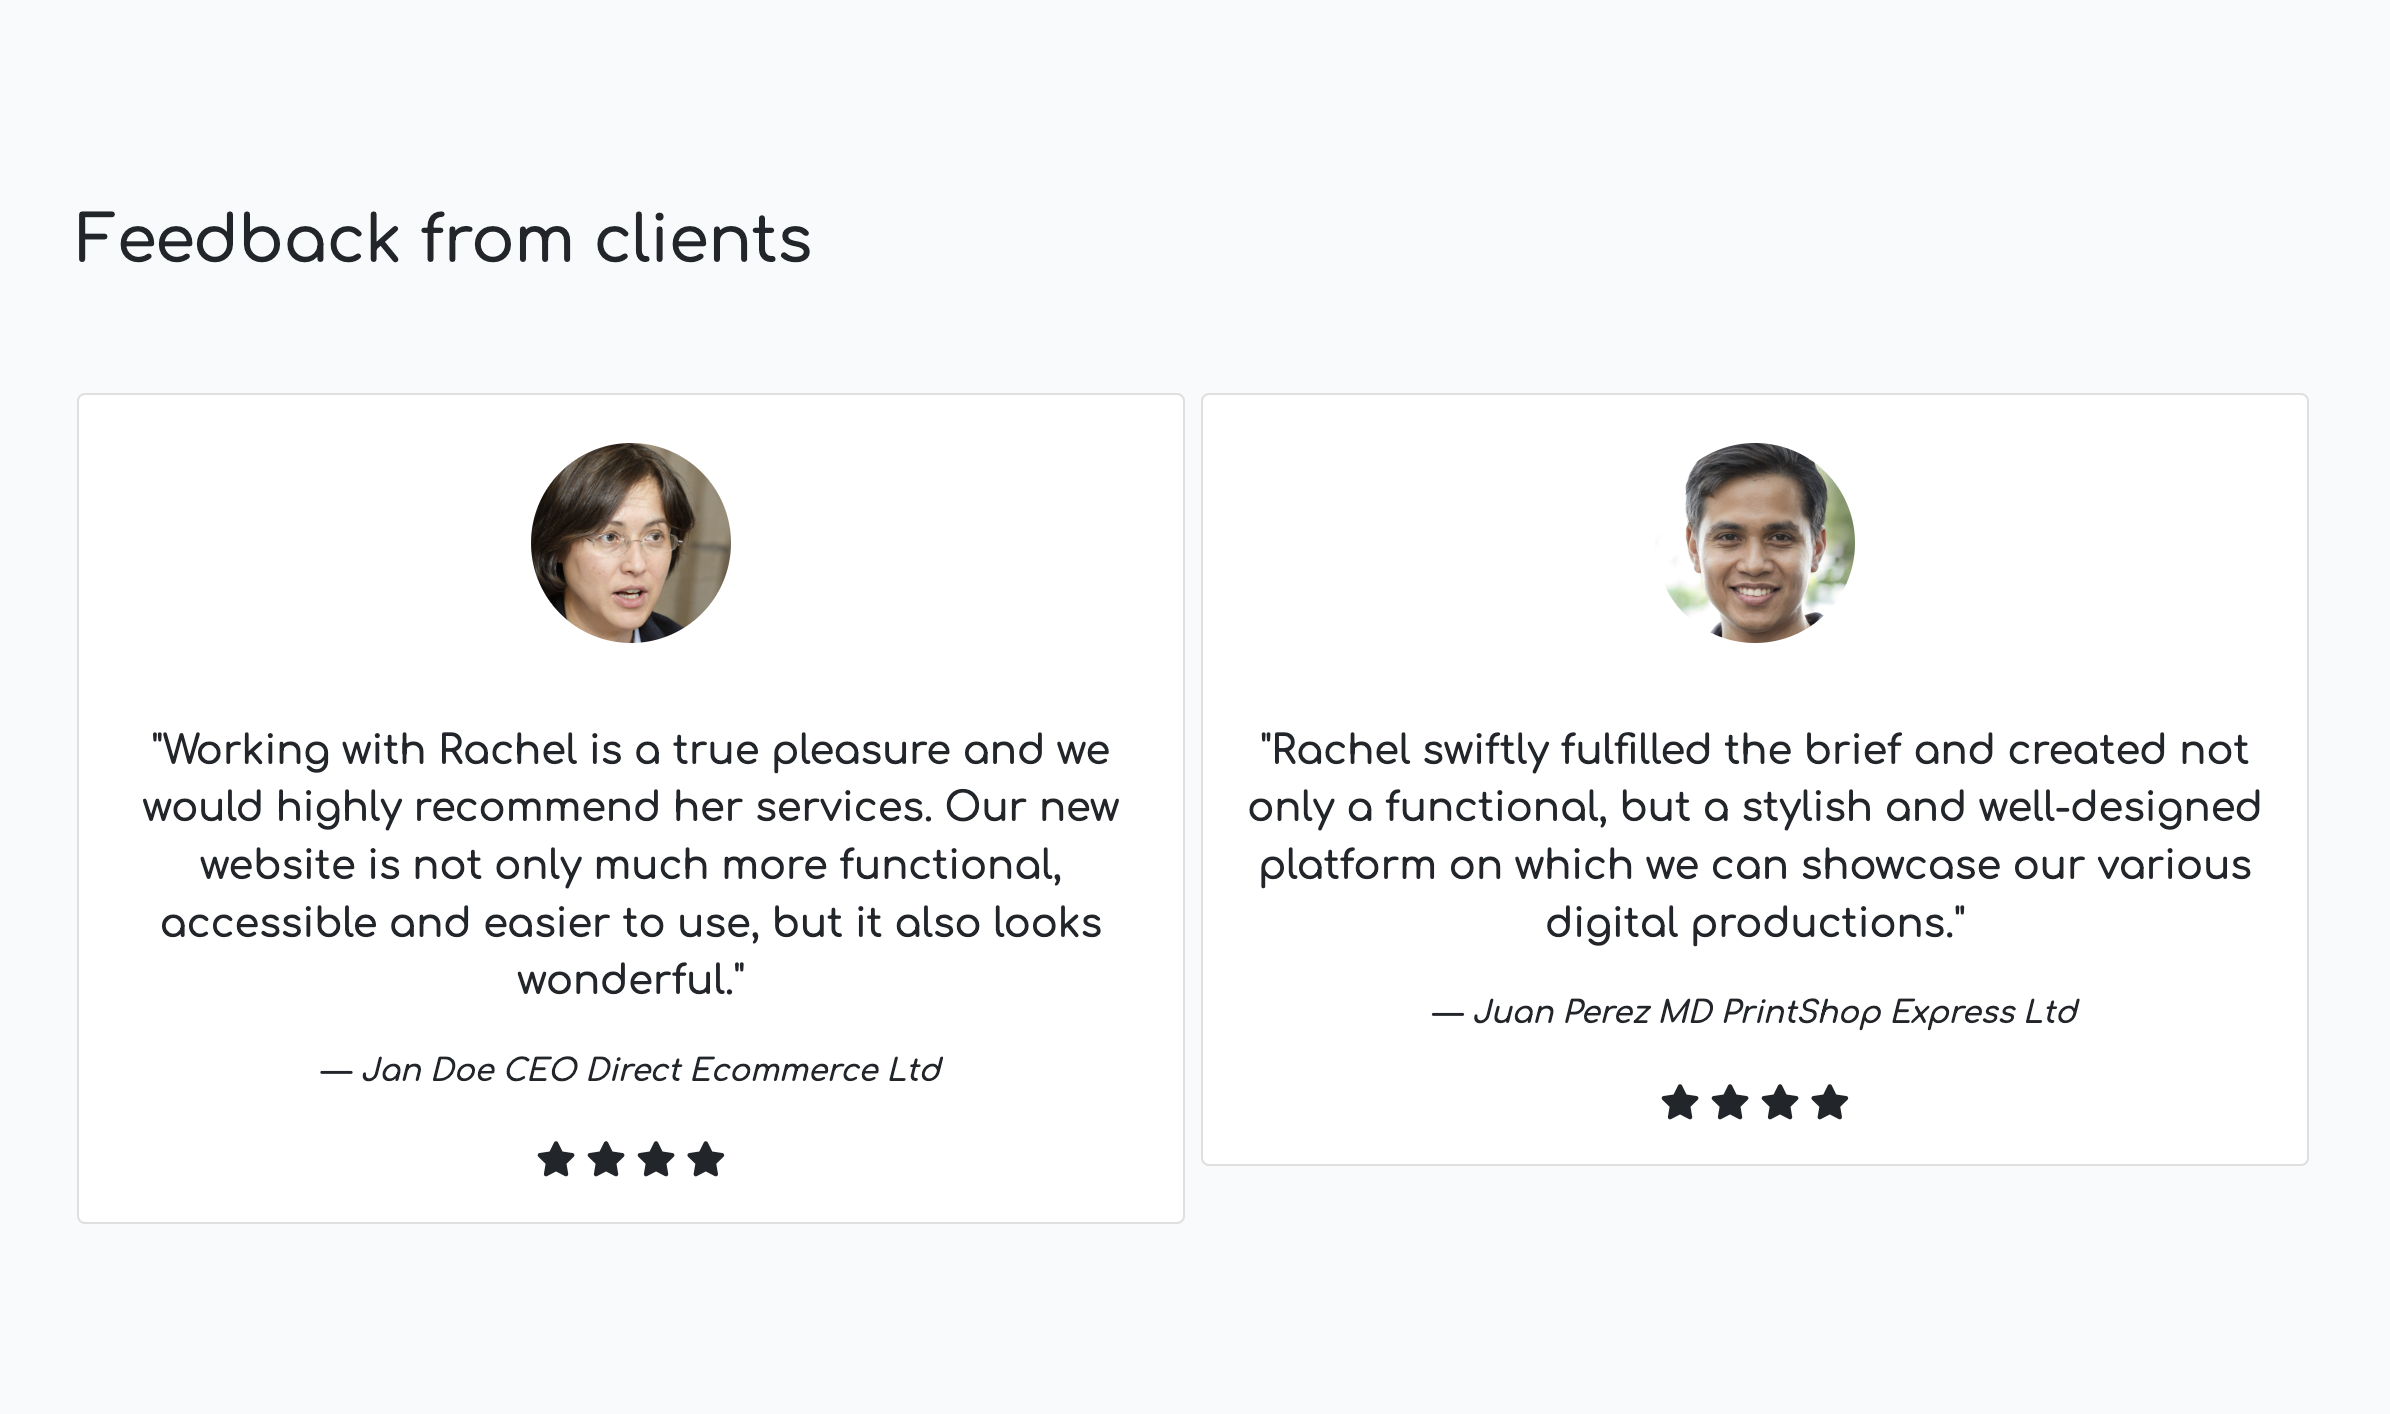 Feedback from clients
"Working with Rachel is a true pleasure and we
would highly recommend her services. Our new
website is not only much more functional,
accessible and easier to use, but it also looks
wonderful."
— Jan Doe CEO Direct Ecommerce Ltd
"Rachel swiftly fulfilled the brief and created not
only a functional, but a stylish and well-designed
platform on which we can showcase our various
digital productions."
— Juan Perez MD PrintShop Express Ltd